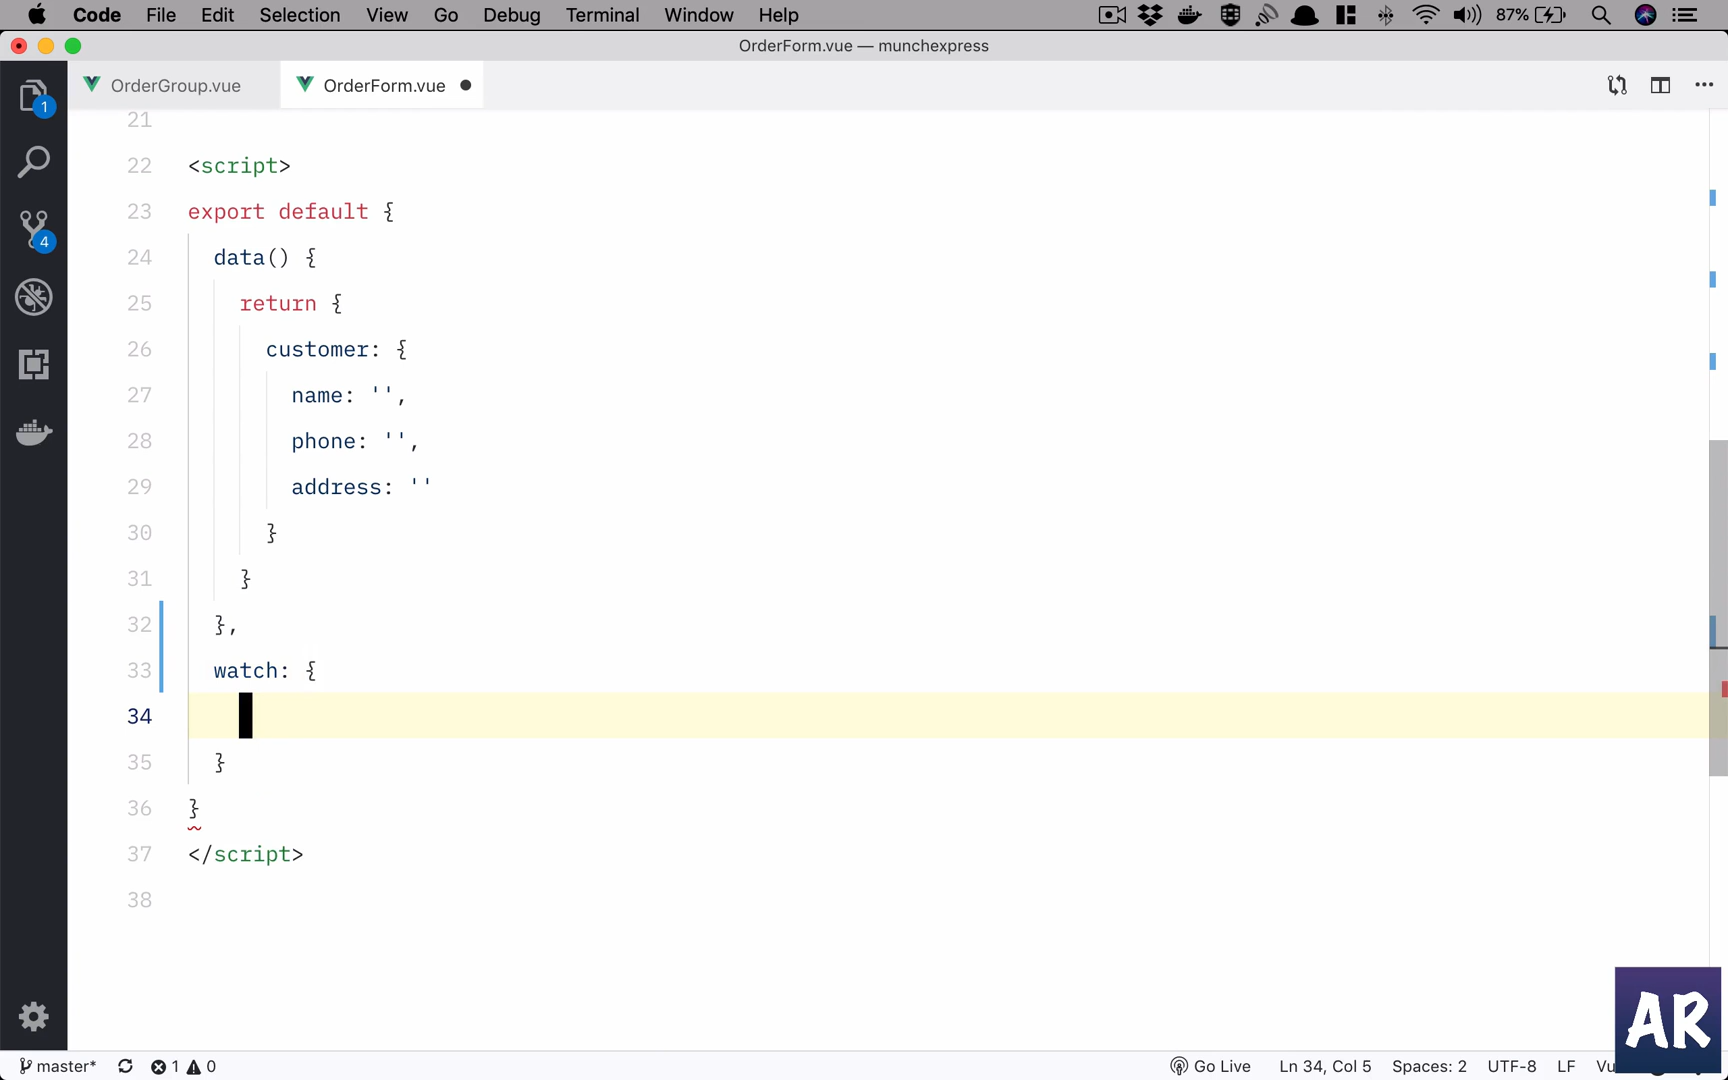 Code File Edit Selection View Go Debug Terminal Window Help 87%
OrderForm.vue — munchexpress
OrderGroup.vue OrderForm.vue
1
4
21
22 <script>
23 export default {
24 data() {
25 return {
26 customer: {
27 name: '',
28 phone: '',
29 address: ''
30 }
31 }
32 },
33 watch: {
34
35 }
36 }
37 </script>
38
AR
master* 1 0 Go Live Ln 34, Col 5 Spaces: 2 UTF-8 LF